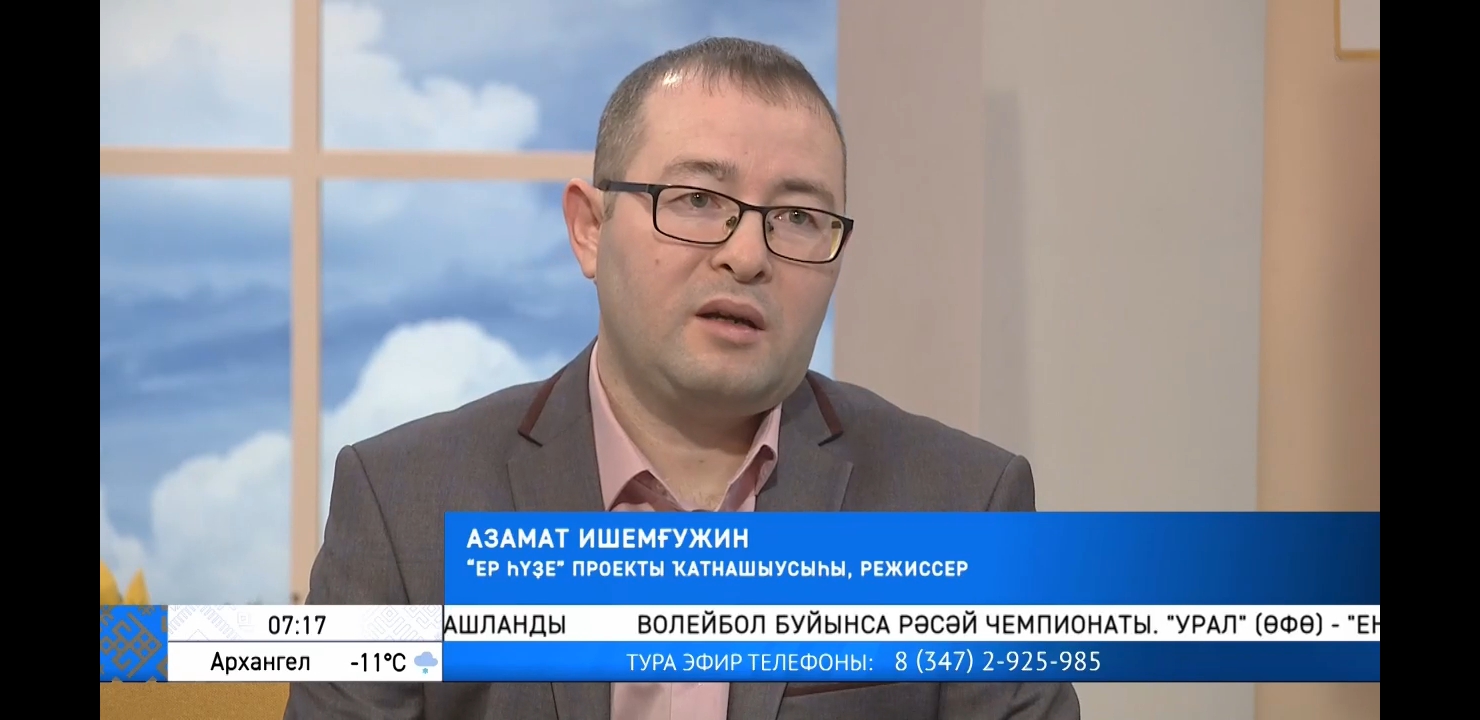 АЗАМАТ ИШЕМҒУЖИН
“ЕР ҺҮҘЕ” ПРОЕКТЫ ҠАТНАШЫУСЫҺЫ, РЕЖИССЕР
07:17
АШЛАНДЫ ВОЛЕЙБОЛ БУЙЫНСА РӘСӘЙ ЧЕМПИОНАТЫ. "УРАЛ" (ӨФӨ) - "ЕН
Архангел -11°C
ТУРА ЭФИР ТЕЛЕФОНЫ: 8 (347) 2-925-985